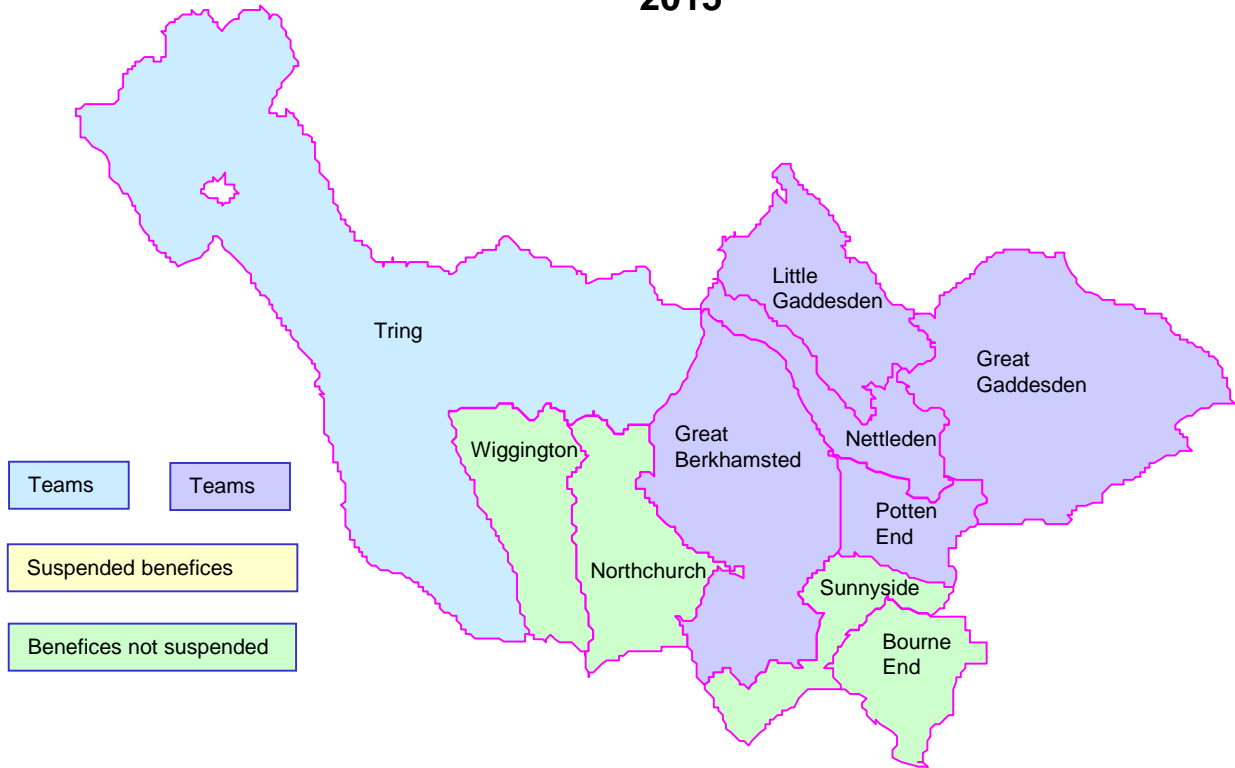 2015
Little
Gaddesden
Tring
Great
Gaddesden
Great
Berkhamsted
Nettleden
Wiggington
Teams
Teams
Potten
End
Suspended benefices
Northchurch
Sunnyside
Benefices not suspended
Bourne
End